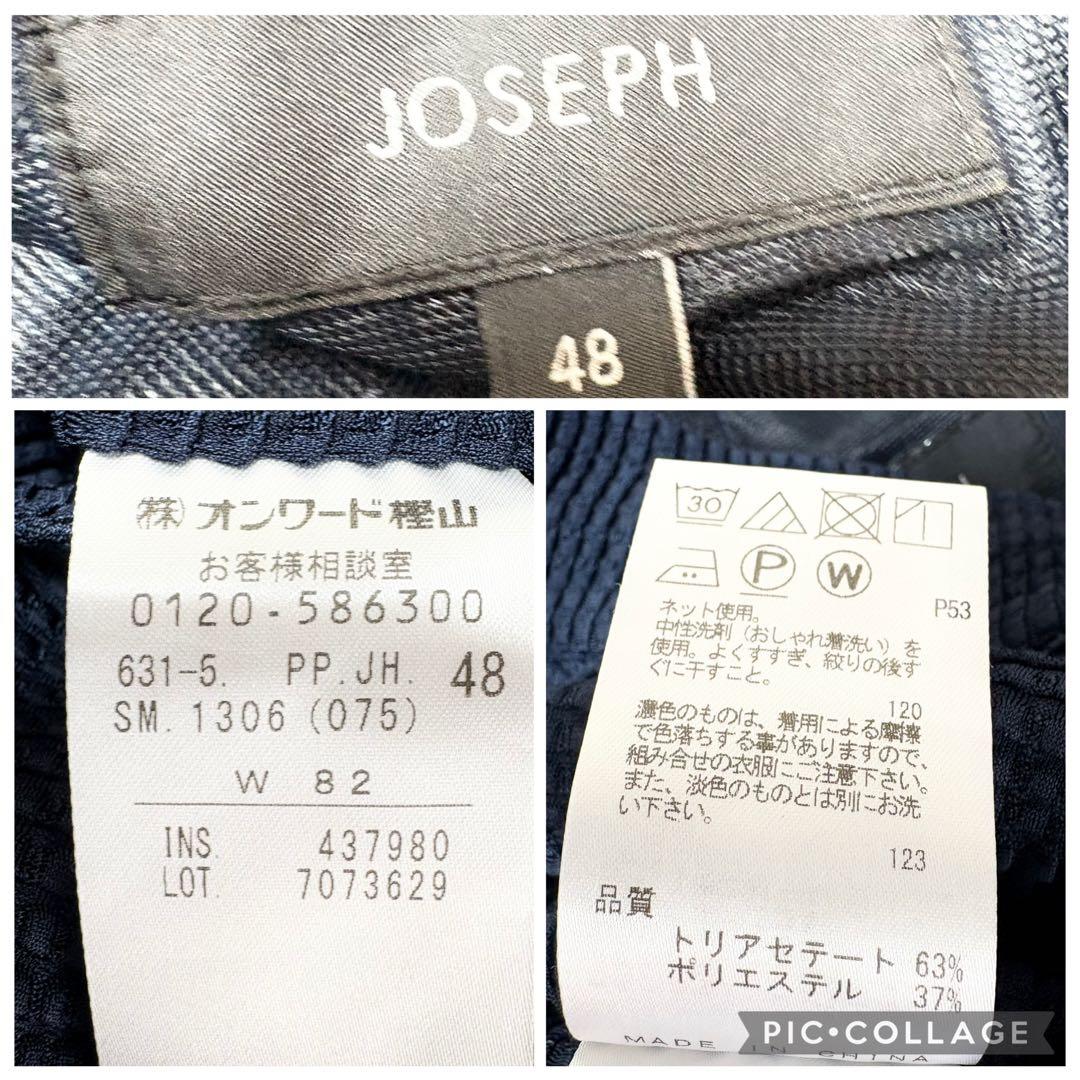 JOSEPH
48
㈱オンワード樫山
お客様相談室
0120-586300
631-5. PP.JH. 48
SM.1306 (075)
W 82
INS. 437980
LOT. 7073629
30
P W
P53
ネット使用。
中性洗剤（おしゃれ着洗い）を
使用。よくすすぎ、絞りの後す
ぐに干すこと。
120
濃色のものは、着用による摩擦
で色落ちする事がありますので、
組み合せの衣服にご注意下さい。
また、淡色のものとは別にお洗
い下さい。
123
品質
トリアセテート 63%
ポリエステル 37%
MADE IN CHINA
PIC•COLLAGE